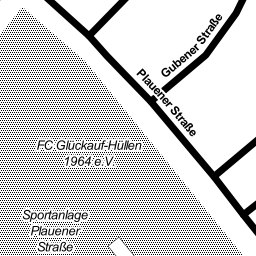 Gubener Straße
Plauener Straße
FC.Glückauf-Hüllen
1964 e.V
Sportanlage
Plauener
Straße